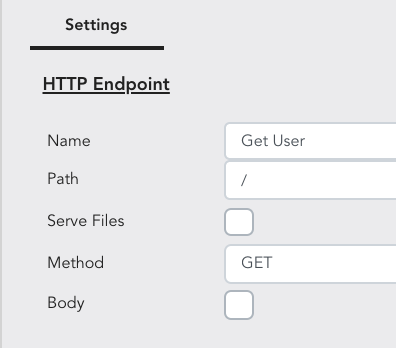 Settings
HTTP Endpoint
Name Get User
Path /
Serve Files
Method GET
Body